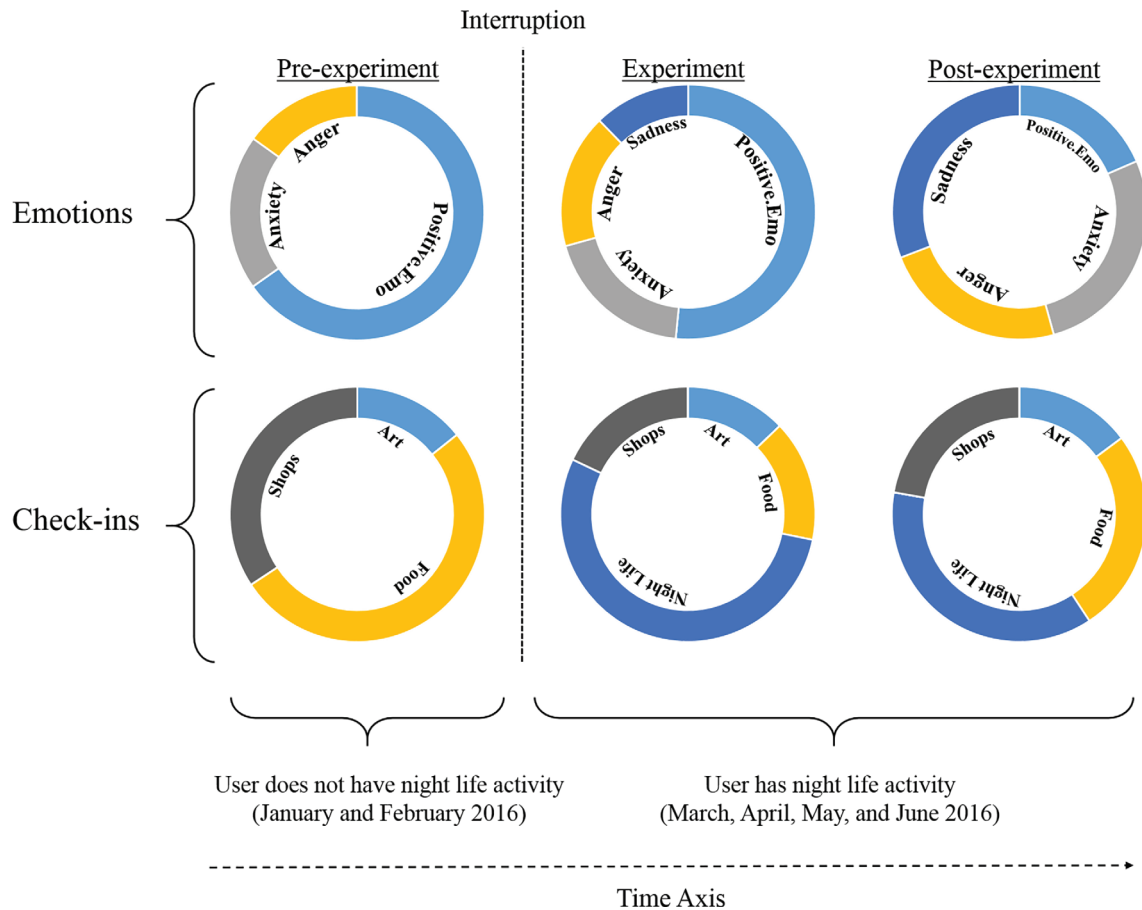 Interruption
Pre-experiment
Experiment
Post-experiment
Emotions
Anger
Anxiety
Positive.Emo
Sadness
Anger
Anxiety
Positive.Emo
Sadness
Positive.Emo
Anxiety
Anger
Check-ins
Shops
Art
Food
Shops
Art
Food
Night Life
Shops
Art
Food
Night Life
User does not have night life activity
(January and February 2016)
User has night life activity
(March, April, May, and June 2016)
Time Axis